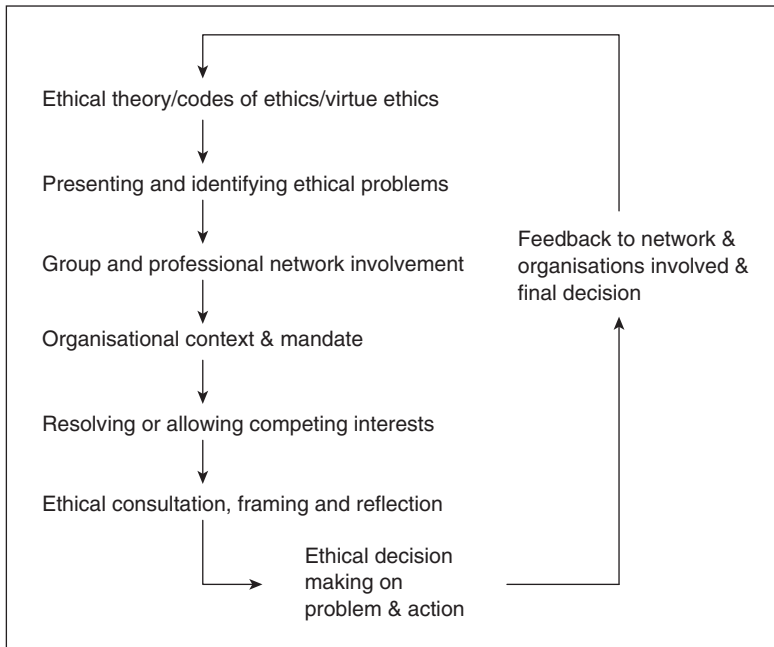 Ethical theory/codes of ethics/virtue ethics
Presenting and identifying ethical problems
Group and professional network involvement
Organisational context & mandate
Resolving or allowing competing interests
Ethical consultation, framing and reflection
Ethical decision
making on
problem & action
Feedback to network &
organisations involved &
final decision